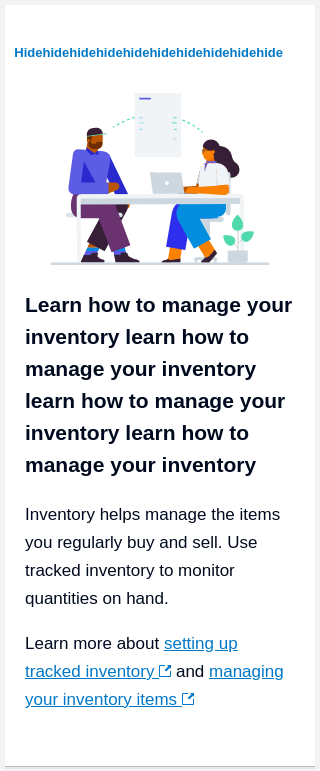 Hidehidehidehidehidehidehidehidehidehide
Learn how to manage your
inventory learn how to
manage your inventory
learn how to manage your
inventory learn how to
manage your inventory
Inventory helps manage the items
you regularly buy and sell. Use
tracked inventory to monitor
quantities on hand.
Learn more about setting up
tracked inventory and managing
your inventory items